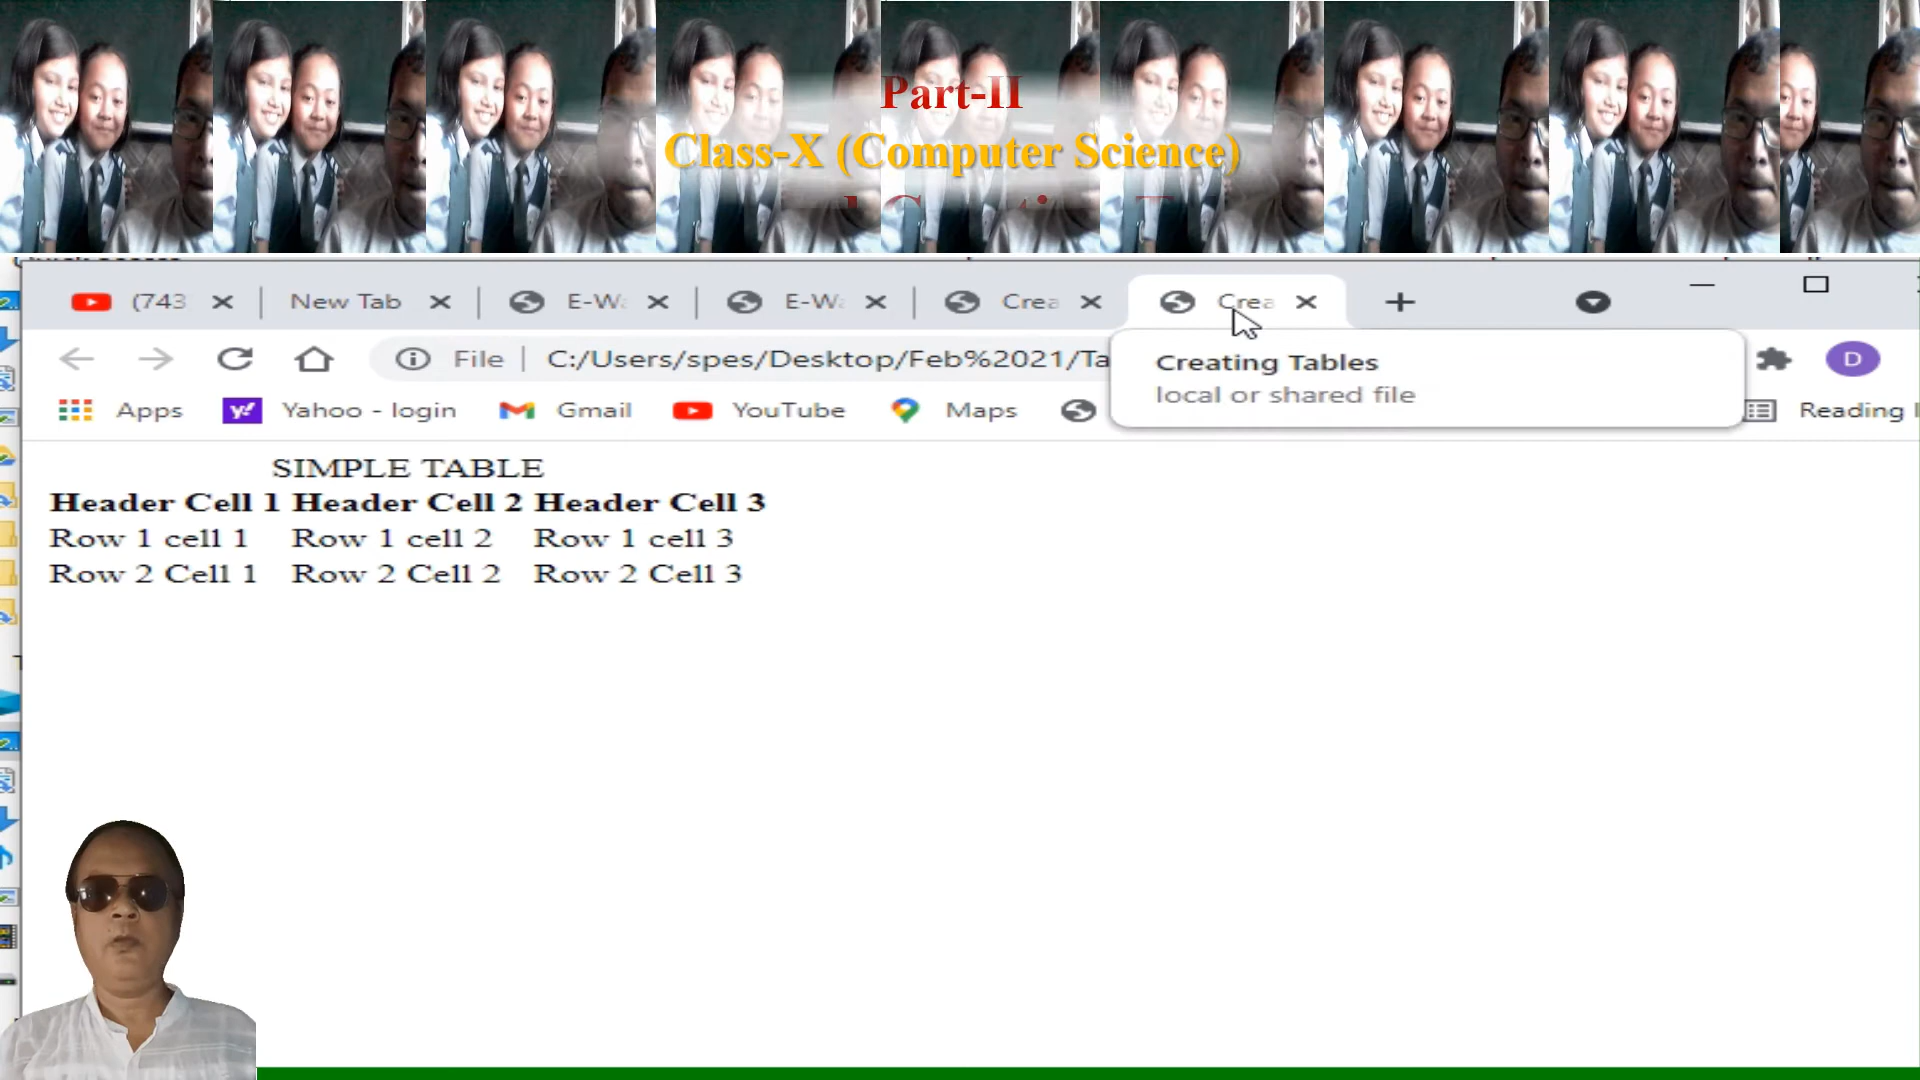 Part-II
Class-X (Computer Science)
(743
New Tab
E-Wa
E-Wa
Crea
Crea
File
C:/Users/spes/Desktop/Feb%2021/Ta
Creating Tables
local or shared file
D
Apps
Yahoo - login
Gmail
YouTube
Maps
Reading
SIMPLE TABLE
Header Cell 1 Header Cell 2 Header Cell 3
Row 1 cell 1 Row 1 cell 2 Row 1 cell 3
Row 2 Cell 1 Row 2 Cell 2 Row 2 Cell 3